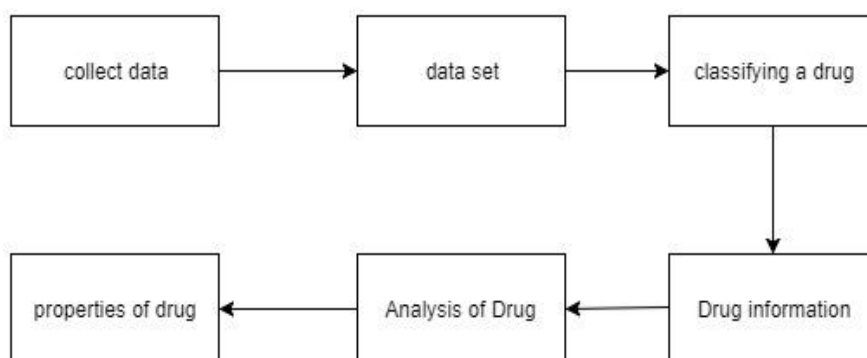 collect data
data set
classifying a drug
Drug information
Analysis of Drug
properties of drug